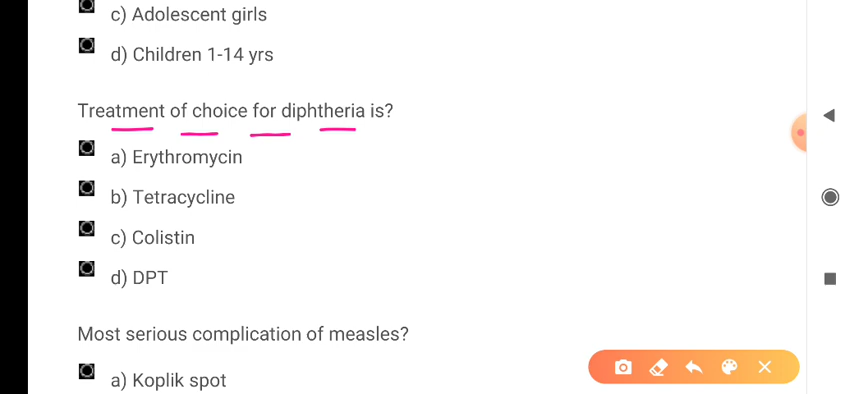 c) Adolescent girls
d) Children 1-14 yrs
Treatment of choice for diphtheria is?
a) Erythromycin
b) Tetracycline
c) Colistin
d) DPT
Most serious complication of measles?
a) Koplik spot